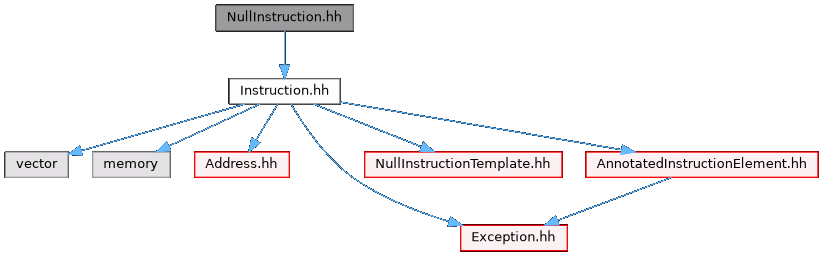 NullInstruction.hh
Instruction.hh
vector
memory
Address.hh
NullInstructionTemplate.hh
AnnotatedInstructionElement.hh
Exception.hh